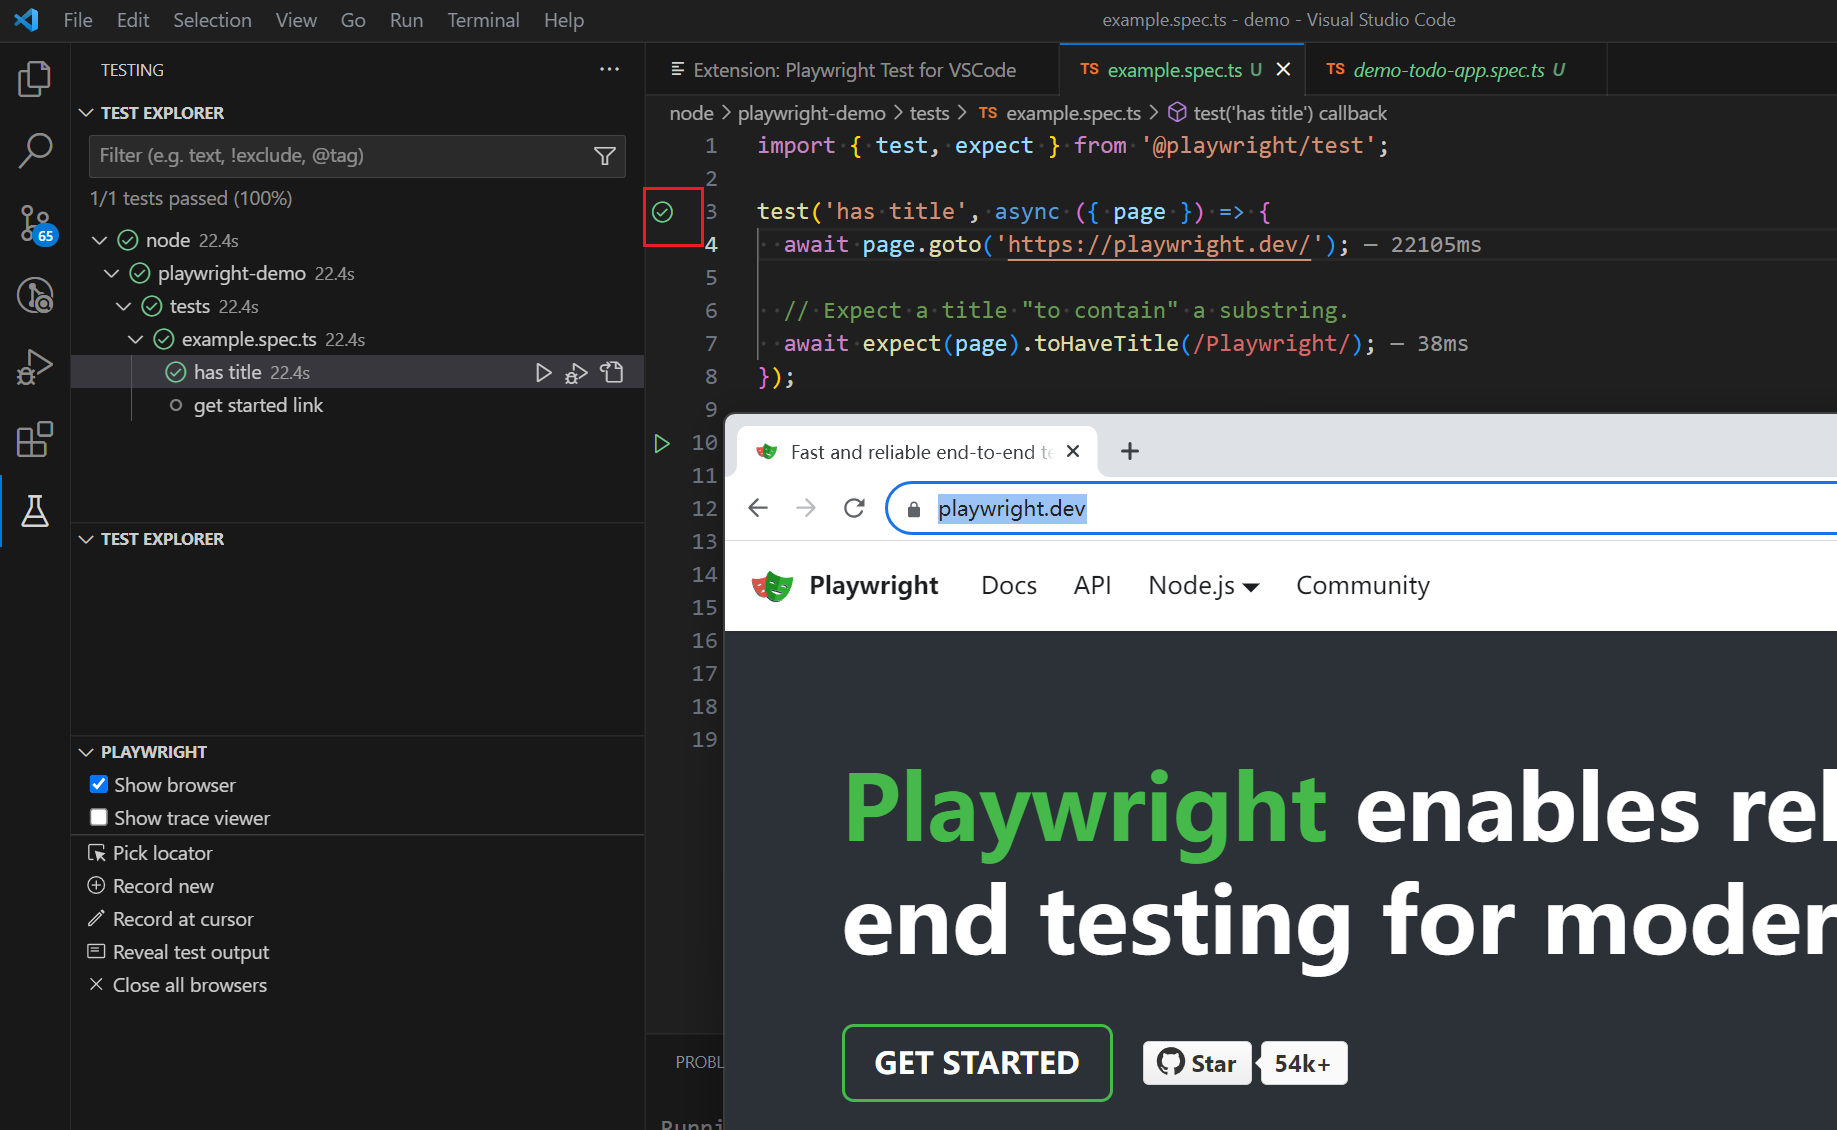 File Edit Selection View Go Run Terminal Help
example.spec.ts - demo - Visual Studio Code
TESTING
TEST EXPLORER
Filter (e.g. text, !exclude, @tag)
1/1 tests passed (100%)
node 22.4s
playwright-demo 22.4s
tests 22.4s
example.spec.ts 22.4s
has title 22.4s
get started link
65
TEST EXPLORER
PLAYWRIGHT
Show browser
Show trace viewer
Pick locator
Record new
Record at cursor
Reveal test output
Close all browsers
Extension: Playwright Test for VSCode
TS example.spec.ts U
TS demo-todo-app.spec.ts U
node > playwright-demo > tests > TS example.spec.ts > test('has title') callback
1 import { test, expect } from '@playwright/test';
2
3 test('has title', async ({ page }) => {
4 await page.goto('https://playwright.dev/'); — 22105ms
5
6 // Expect a title "to contain" a substring.
7 await expect(page).toHaveTitle(/Playwright/); — 38ms
8 });
9
10
11
12
13
14
15
16
17
18
19
Fast and reliable end-to-end te
playwright.dev
Playwright Docs API Node.js Community
Playwright enables rel
end testing for moder
GET STARTED
Star 54k+
PROBL
Runni